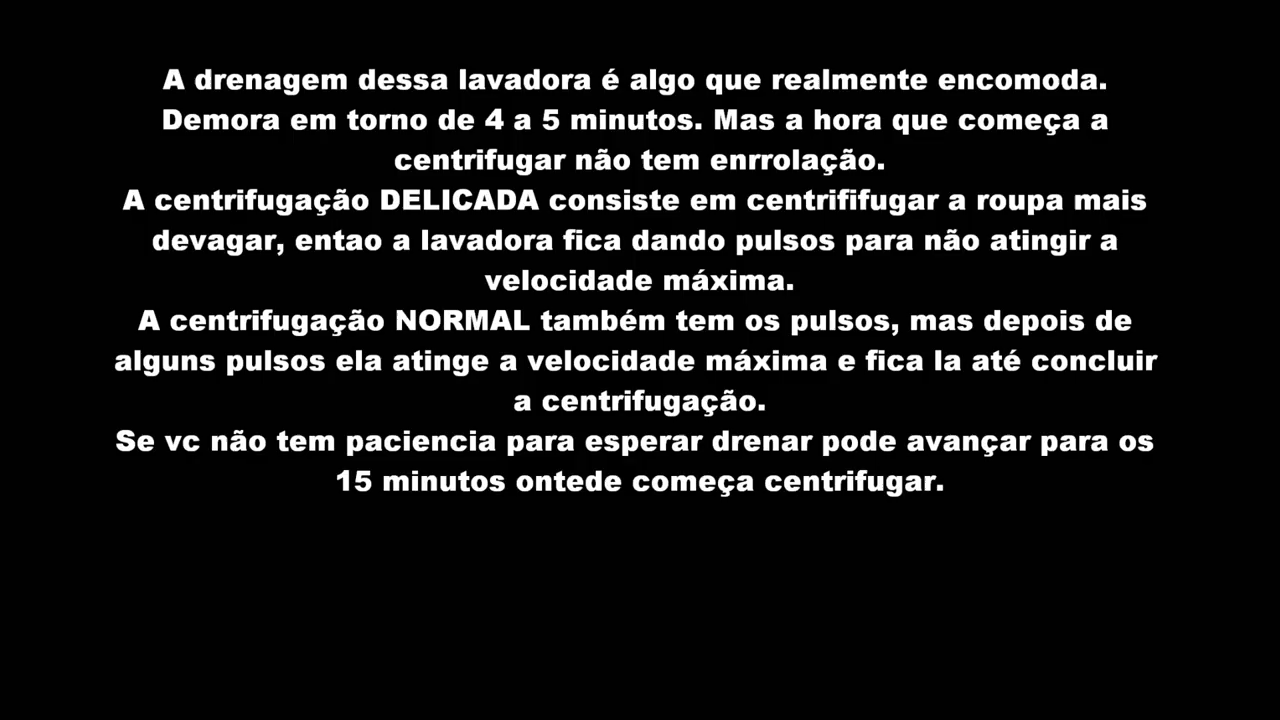 A drenagem dessa lavadora é algo que realmente encomoda.
Demora em torno de 4 a 5 minutos. Mas a hora que começa a
centrifugar não tem enrrolação.
A centrifugação DELICADA consiste em centrififugar a roupa mais
devagar, entao a lavadora fica dando pulsos para não atingir a
velocidade máxima.
A centrifugação NORMAL também tem os pulsos, mas depois de
alguns pulsos ela atinge a velocidade máxima e fica la até concluir
a centrifugação.
Se vc não tem paciencia para esperar drenar pode avançar para os
15 minutos ontede começa centrifugar.